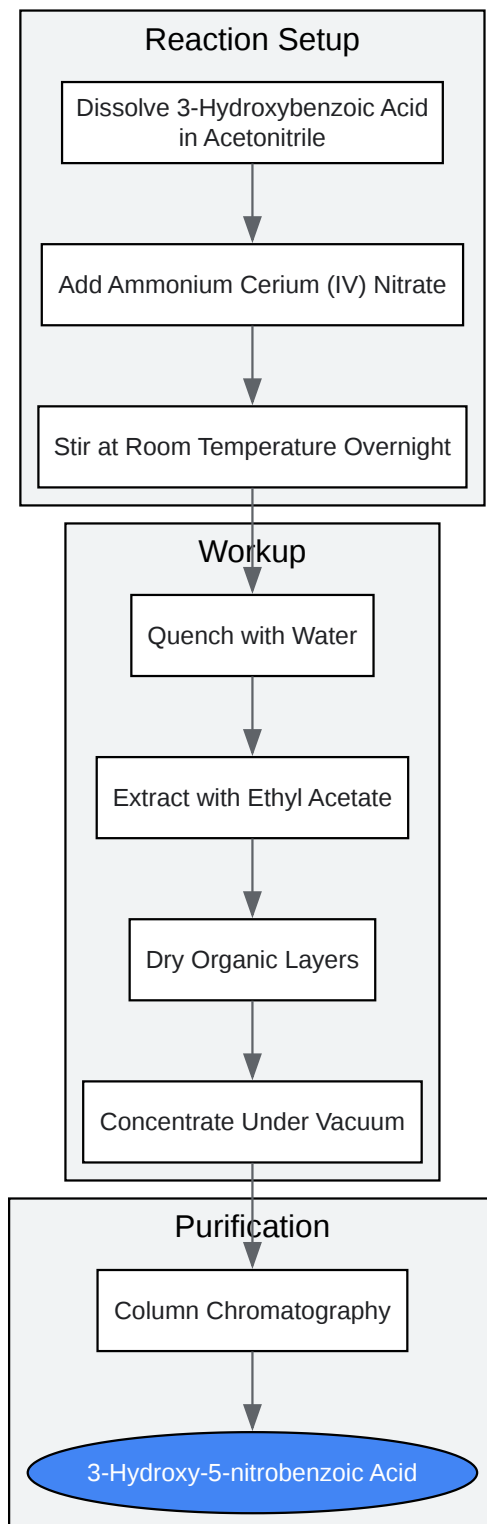 Reaction Setup
Dissolve 3-Hydroxybenzoic Acid
in Acetonitrile
Add Ammonium Cerium (IV) Nitrate
Stir at Room Temperature Overnight
Workup
Quench with Water
Extract with Ethyl Acetate
Dry Organic Layers
Concentrate Under Vacuum
Purification
Column Chromatography
3-Hydroxy-5-nitrobenzoic Acid